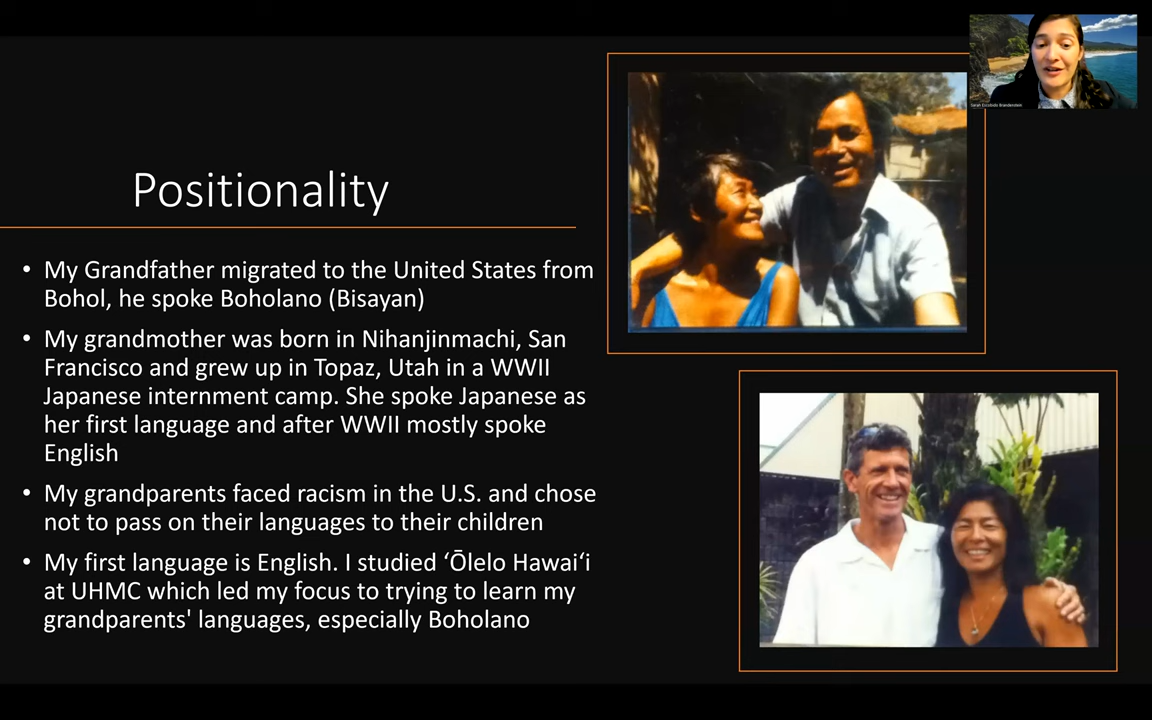 Positionality
• My Grandfather migrated to the United States from
Bohol, he spoke Boholano (Bisayan)
• My grandmother was born in Nihanjinmachi, San
Francisco and grew up in Topaz, Utah in a WWII
Japanese internment camp. She spoke Japanese as
her first language and after WWII mostly spoke
English
• My grandparents faced racism in the U.S. and chose
not to pass on their languages to their children
• My first language is English. I studied ʻŌlelo Hawaiʻi
at UHMC which led my focus to trying to learn my
grandparents' languages, especially Boholano